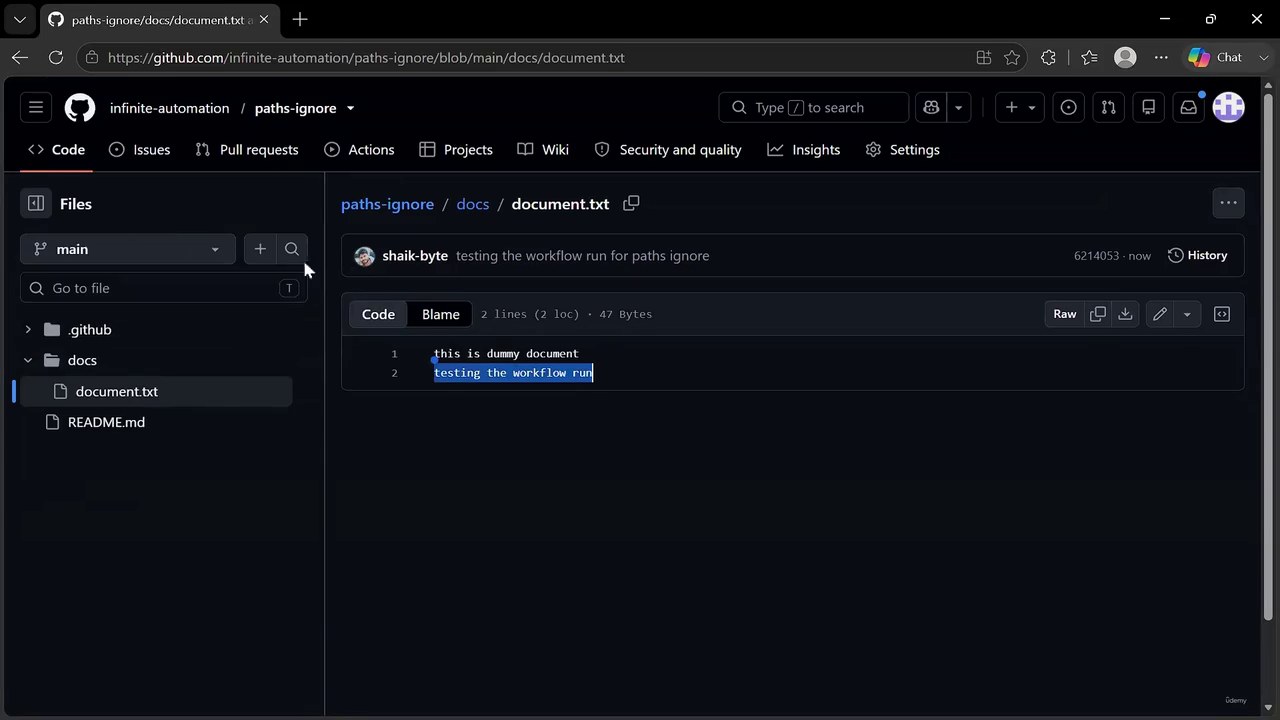 paths-ignore/docs/document.txt a
https://github.com/infinite-automation/paths-ignore/blob/main/docs/document.txt
Chat
infinite-automation / paths-ignore
Type / to search
Code
Issues
Pull requests
Actions
Projects
Wiki
Security and quality
Insights
Settings
Files
main
Go to file
T
.github
docs
document.txt
README.md
paths-ignore / docs / document.txt
shaik-byte testing the workflow run for paths ignore
6214053 · now
History
Code
Blame
2 lines (2 loc) · 47 Bytes
Raw
1 this is dummy document
2 testing the workflow run
ûdemy